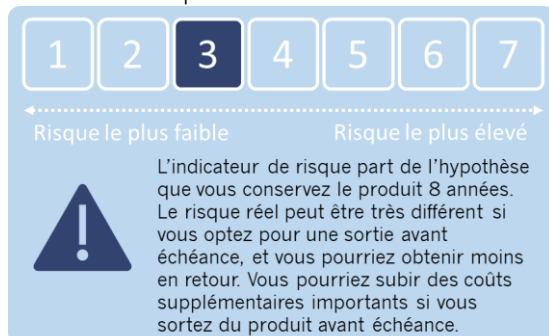 1 2 3 4 5 6 7
Risque le plus faible Risque le plus élevé
L'indicateur de risque part de l'hypothèse
que vous conservez le produit 8 années.
Le risque réel peut être très différent si
vous optez pour une sortie avant
échéance, et vous pourriez obtenir moins
en retour. Vous pourriez subir des coûts
supplémentaires importants si vous
sortez du produit avant échéance.